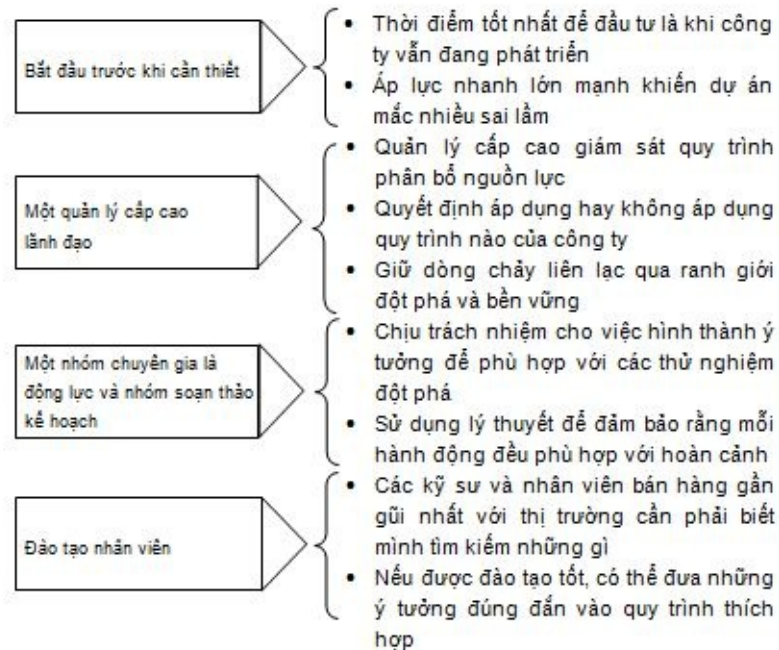 Bắt đầu trước khi cần thiết
• Thời điểm tốt nhất để đầu tư là khi công
ty vẫn đang phát triển
• Áp lực nhanh lớn mạnh khiến dự án
mắc nhiều sai lầm
Một quản lý cấp cao
lãnh đạo
• Quản lý cấp cao giám sát quy trình
phân bổ nguồn lực
• Quyết định áp dụng hay không áp dụng
quy trình nào của công ty
• Giữ dòng chảy liên lạc qua ranh giới
đột phá và bền vững
Một nhóm chuyên gia là
động lực và nhóm soạn thảo
kế hoạch
• Chịu trách nhiệm cho việc hình thành ý
tưởng để phù hợp với các thử nghiệm
đột phá
• Sử dụng lý thuyết để đảm bảo rằng mỗi
hành động đều phù hợp với hoàn cảnh
Đào tạo nhân viên
• Các kỹ sư và nhân viên bán hàng gần
gũi nhất với thị trường cần phải biết
mình tìm kiếm những gì
• Nếu được đào tạo tốt, có thể đưa những
ý tưởng đúng đắn vào quy trình thích
hợp